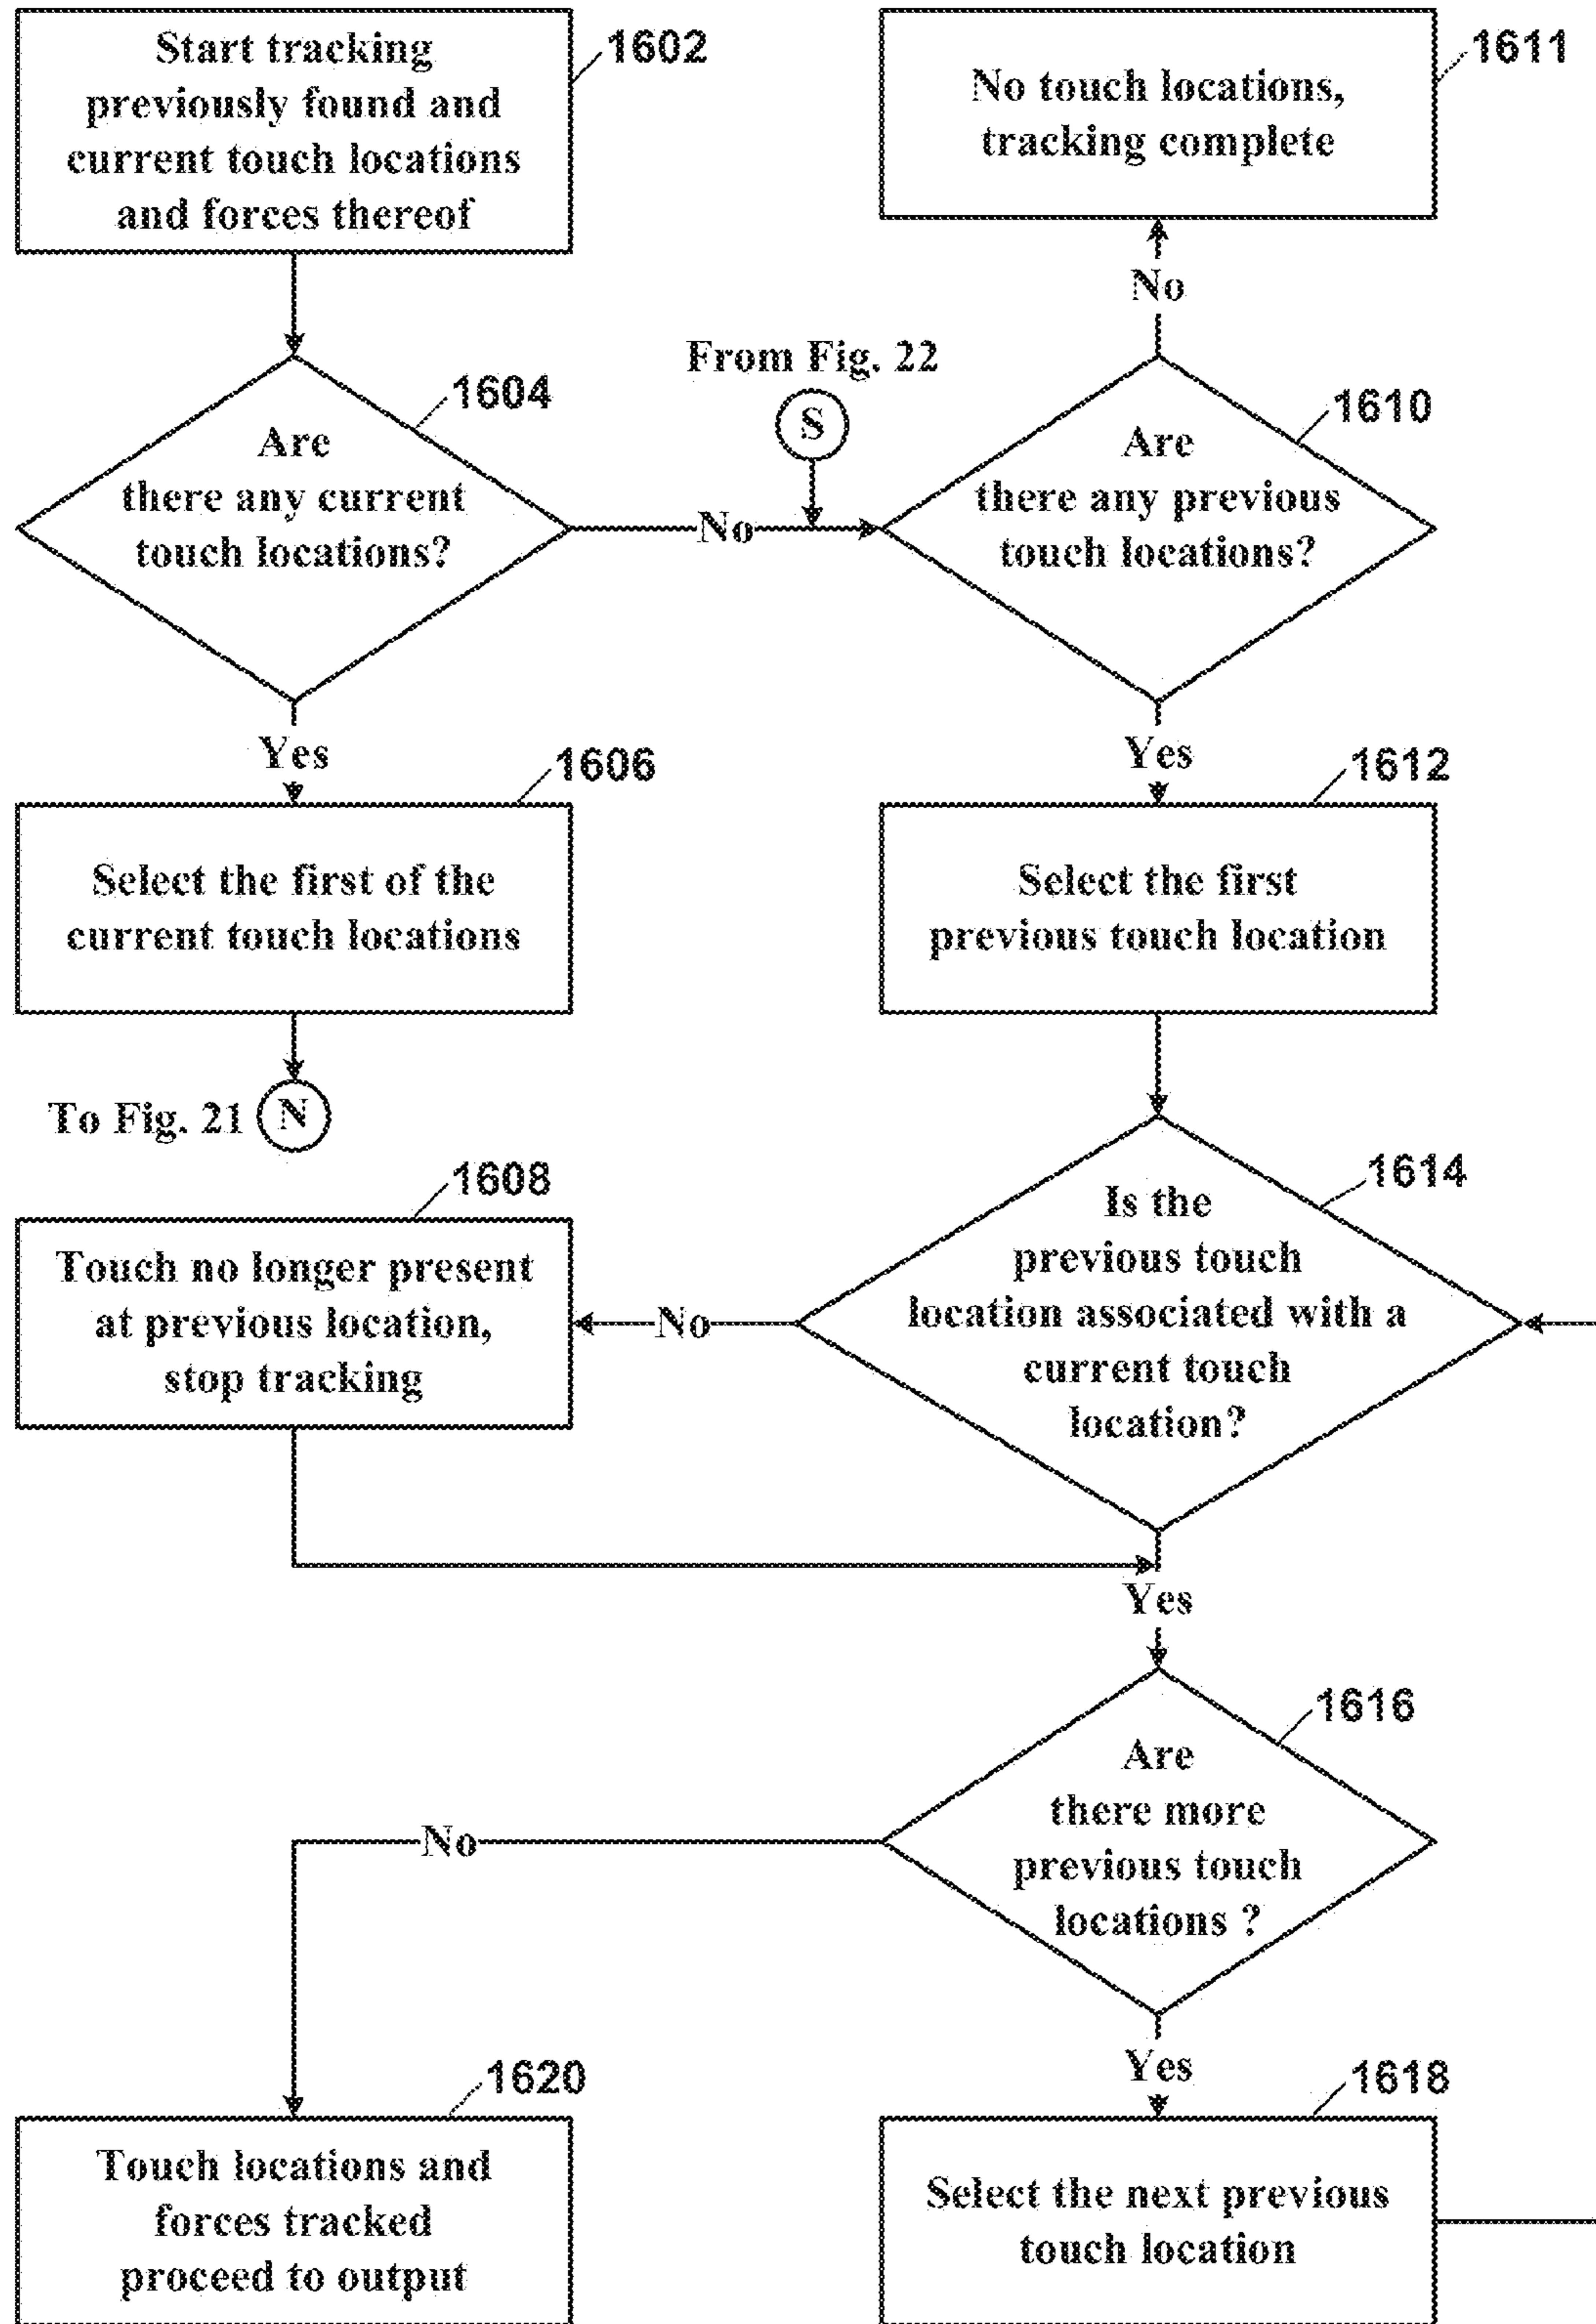 Start tracking
previously found and
current touch locations
and forces thereof
1602
No touch locations,
tracking complete
1611
No
From Fig. 22
S
Are
there any current
touch locations?
1604
No
Are
there any previous
touch locations?
1610
Yes
Yes
Select the first of the
current touch locations
1606
Select the first
previous touch location
1612
To Fig. 21
N
Touch no longer present
at previous location,
stop tracking
1608
No
Is the
previous touch
location associated with a
current touch
location?
1614
Yes
Are
there more
previous touch
locations ?
1616
No
Yes
Touch locations and
forces tracked
proceed to output
1620
Select the next previous
touch location
1618